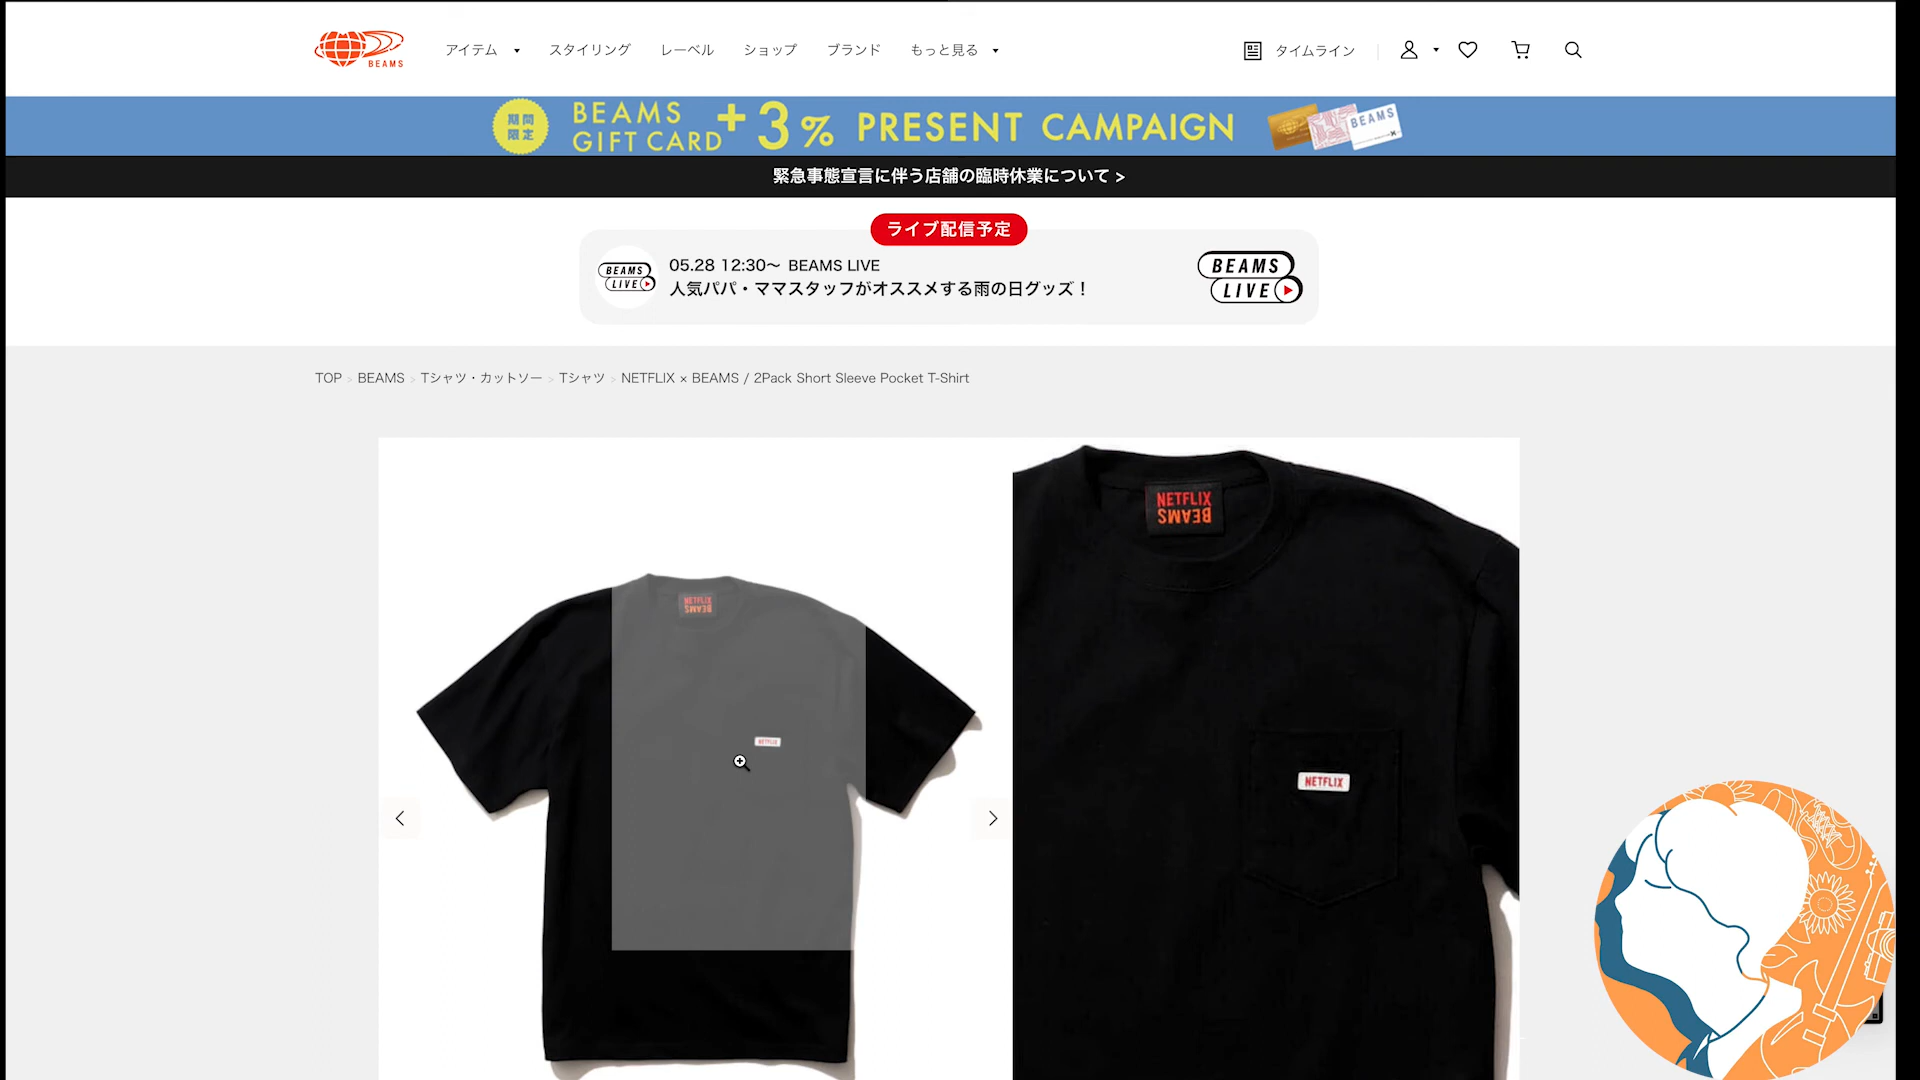 BEAMS
アイテム
スタイリング
レーベル
ショップ
ブランド
もっと見る
タイムライン
期間
限定
BEAMS
GIFT CARD
+3%
PRESENT CAMPAIGN
BEAMS
緊急事態宣言に伴う店舗の臨時休業について >
ライブ配信予定
BEAMS
LIVE
05.28 12:30〜 BEAMS LIVE
人気パパ・ママスタッフがオススメする雨の日グッズ！
BEAMS
LIVE
TOP > BEAMS > Tシャツ・カットソー > Tシャツ > NETFLIX × BEAMS / 2Pack Short Sleeve Pocket T-Shirt
NETFLIX
BEAMS
NETFLIX
NETFLIX
BEAMS
NETFLIX